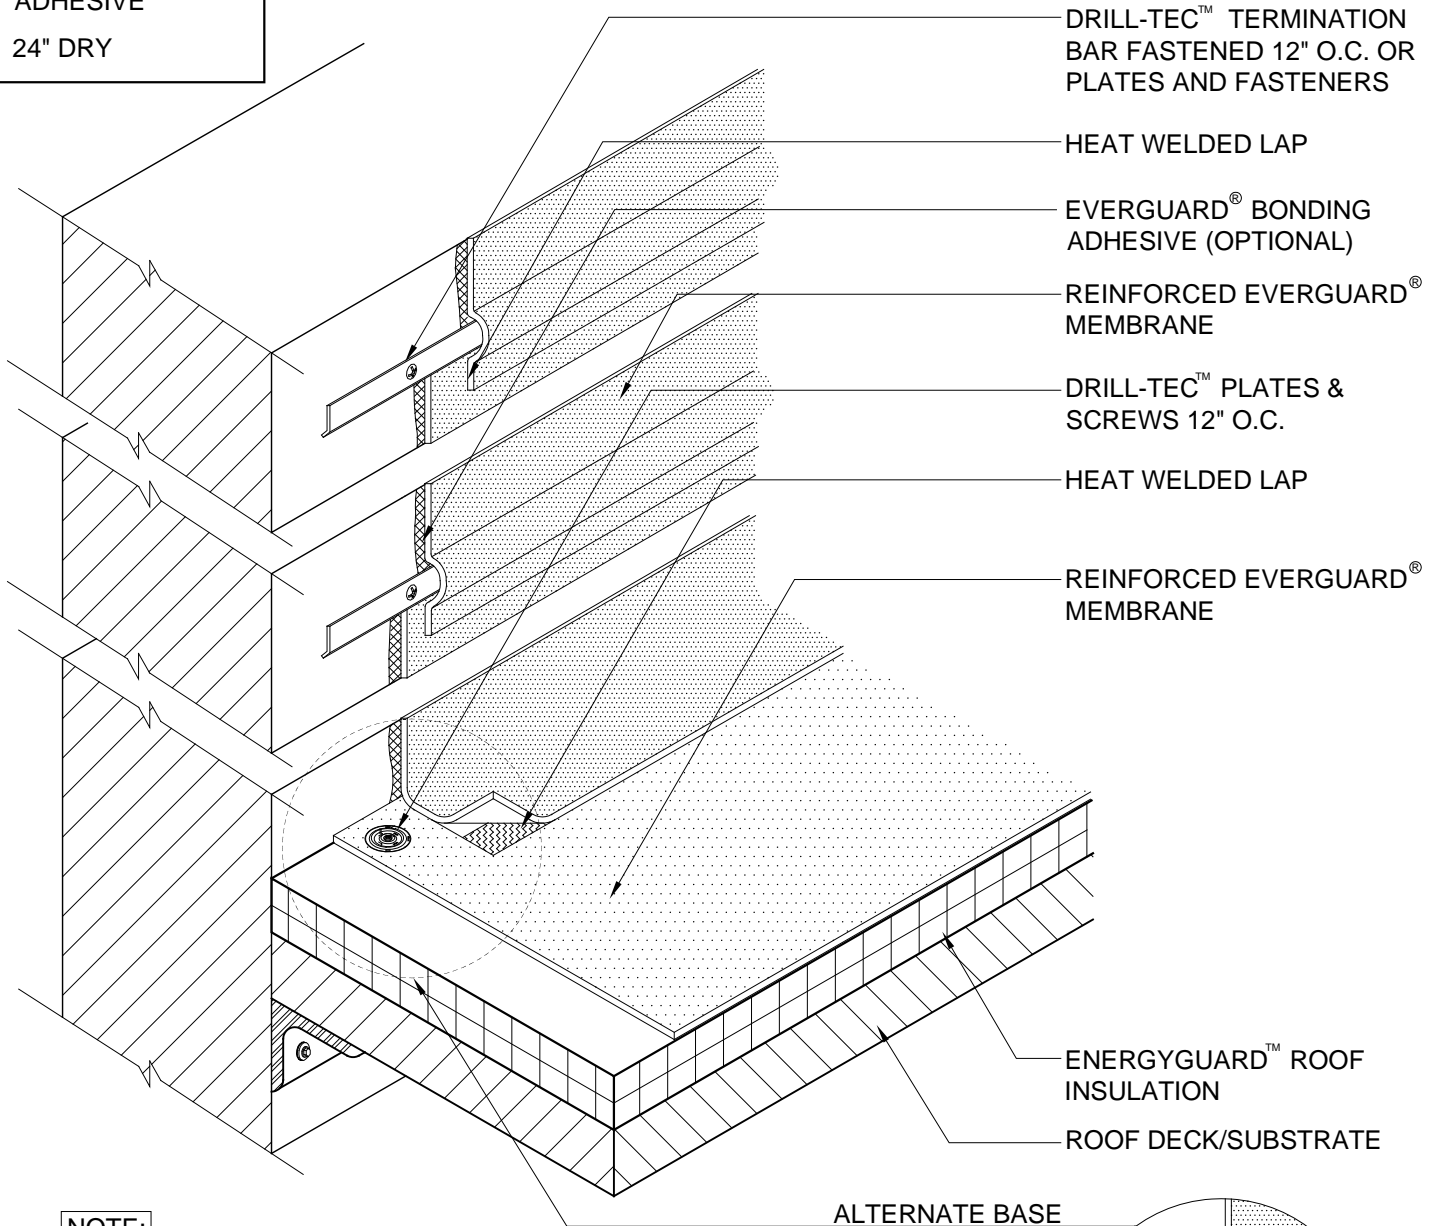 ADHESIVE
24" DRY
DRILL-TEC™ TERMINATION
BAR FASTENED 12" O.C. OR
PLATES AND FASTENERS
HEAT WELDED LAP
EVERGUARD® BONDING
ADHESIVE (OPTIONAL)
REINFORCED EVERGUARD®
MEMBRANE
DRILL-TEC™ PLATES &
SCREWS 12" O.C.
HEAT WELDED LAP
REINFORCED EVERGUARD®
MEMBRANE
ENERGYGUARD™ ROOF
INSULATION
ROOF DECK/SUBSTRATE
ALTERNATE BASE
NOTE: